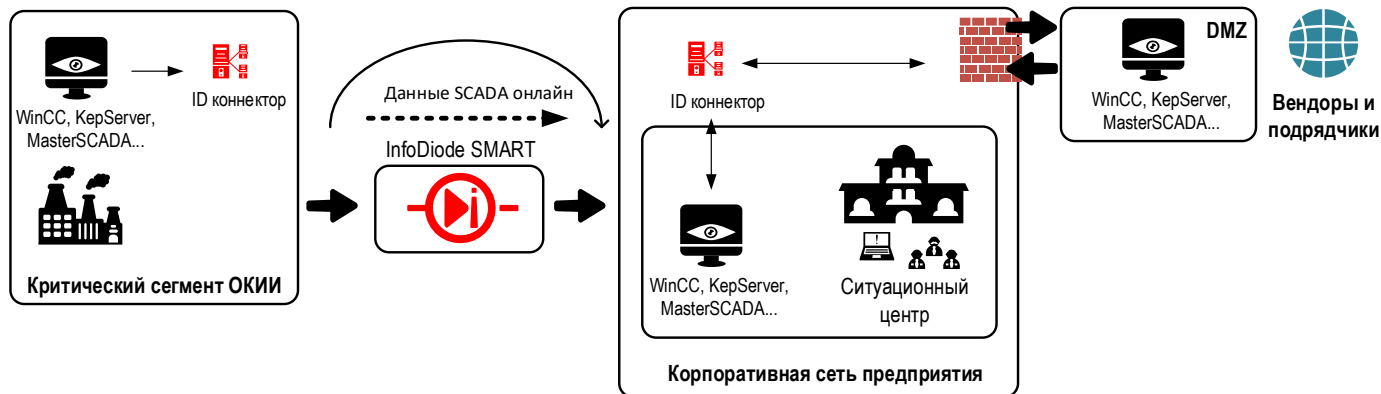 ID коннектор
WinCC, KepServer,
MasterSCADA...
Критический сегмент ОКИИ
Данные SCADA онлайн
InfoDiode SMART
ID коннектор
WinCC, KepServer,
MasterSCADA...
Ситуационный
центр
Корпоративная сеть предприятия
DMZ
WinCC, KepServer,
MasterSCADA...
Вендоры и
подрядчики